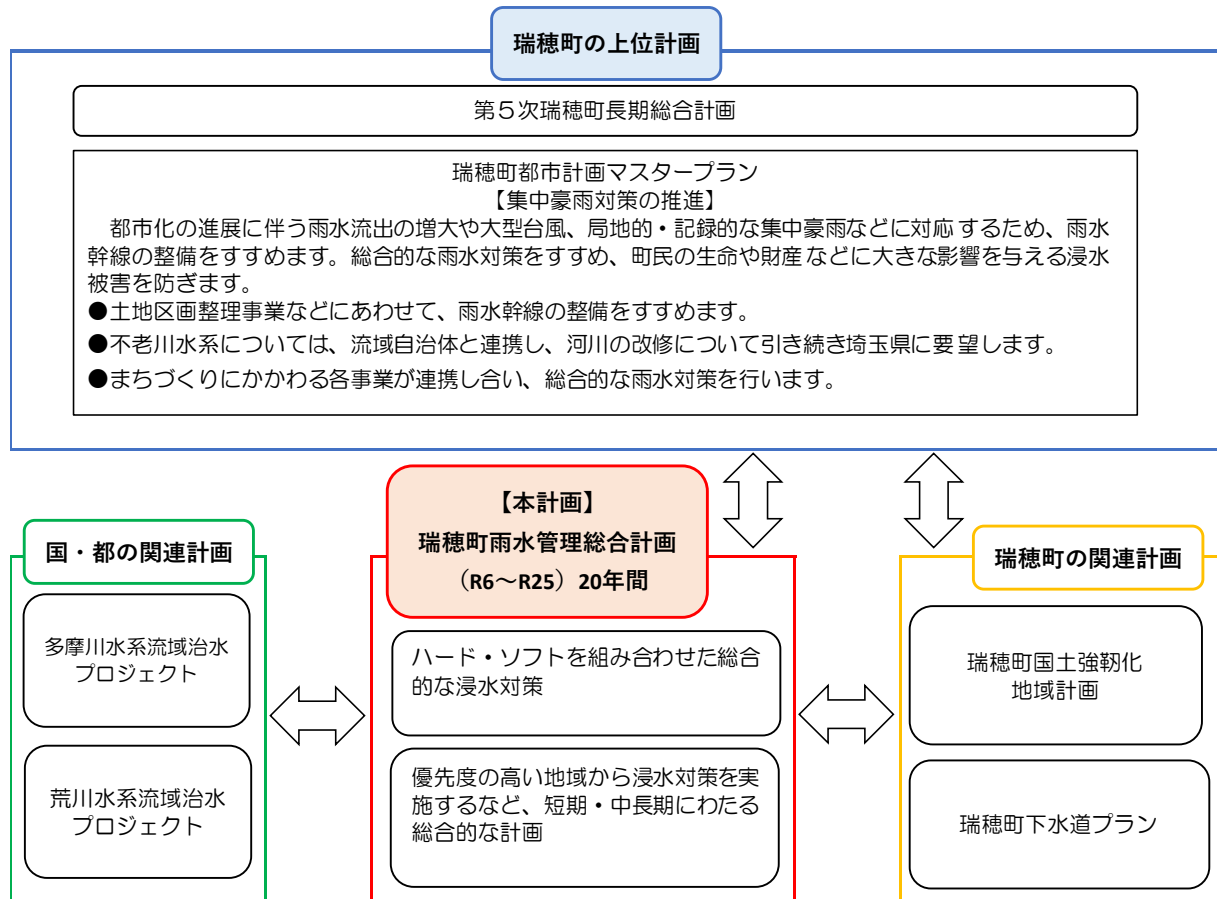 瑞穂町の上位計画
第5次瑞穂町長期総合計画
瑞穂町都市計画マスタープラン
【集中豪雨対策の推進】
都市化の進展に伴う雨水流出の増大や大型台風、局地的・記録的な集中豪雨などに対応するため、雨水
幹線の整備をすすめます。総合的な雨水対策をすすめ、町民の生命や財産などに大きな影響を与える浸水
被害を防ぎます。
●土地区画整理事業などにあわせて、雨水幹線の整備をすすめます。
●不老川水系については、流域自治体と連携し、河川の改修について引き続き埼玉県に要望します。
●まちづくりにかかわる各事業が連携し合い、総合的な雨水対策を行います。
国・都の関連計画
多摩川水系流域治水
プロジェクト
荒川水系流域治水
プロジェクト
【本計画】
瑞穂町雨水管理総合計画
（R6～R25）20年間
ハード・ソフトを組み合わせた総合
的な浸水対策
優先度の高い地域から浸水対策を実
施するなど、短期・中長期にわたる
総合的な計画
瑞穂町の関連計画
瑞穂町国土強靭化
地域計画
瑞穂町下水道プラン